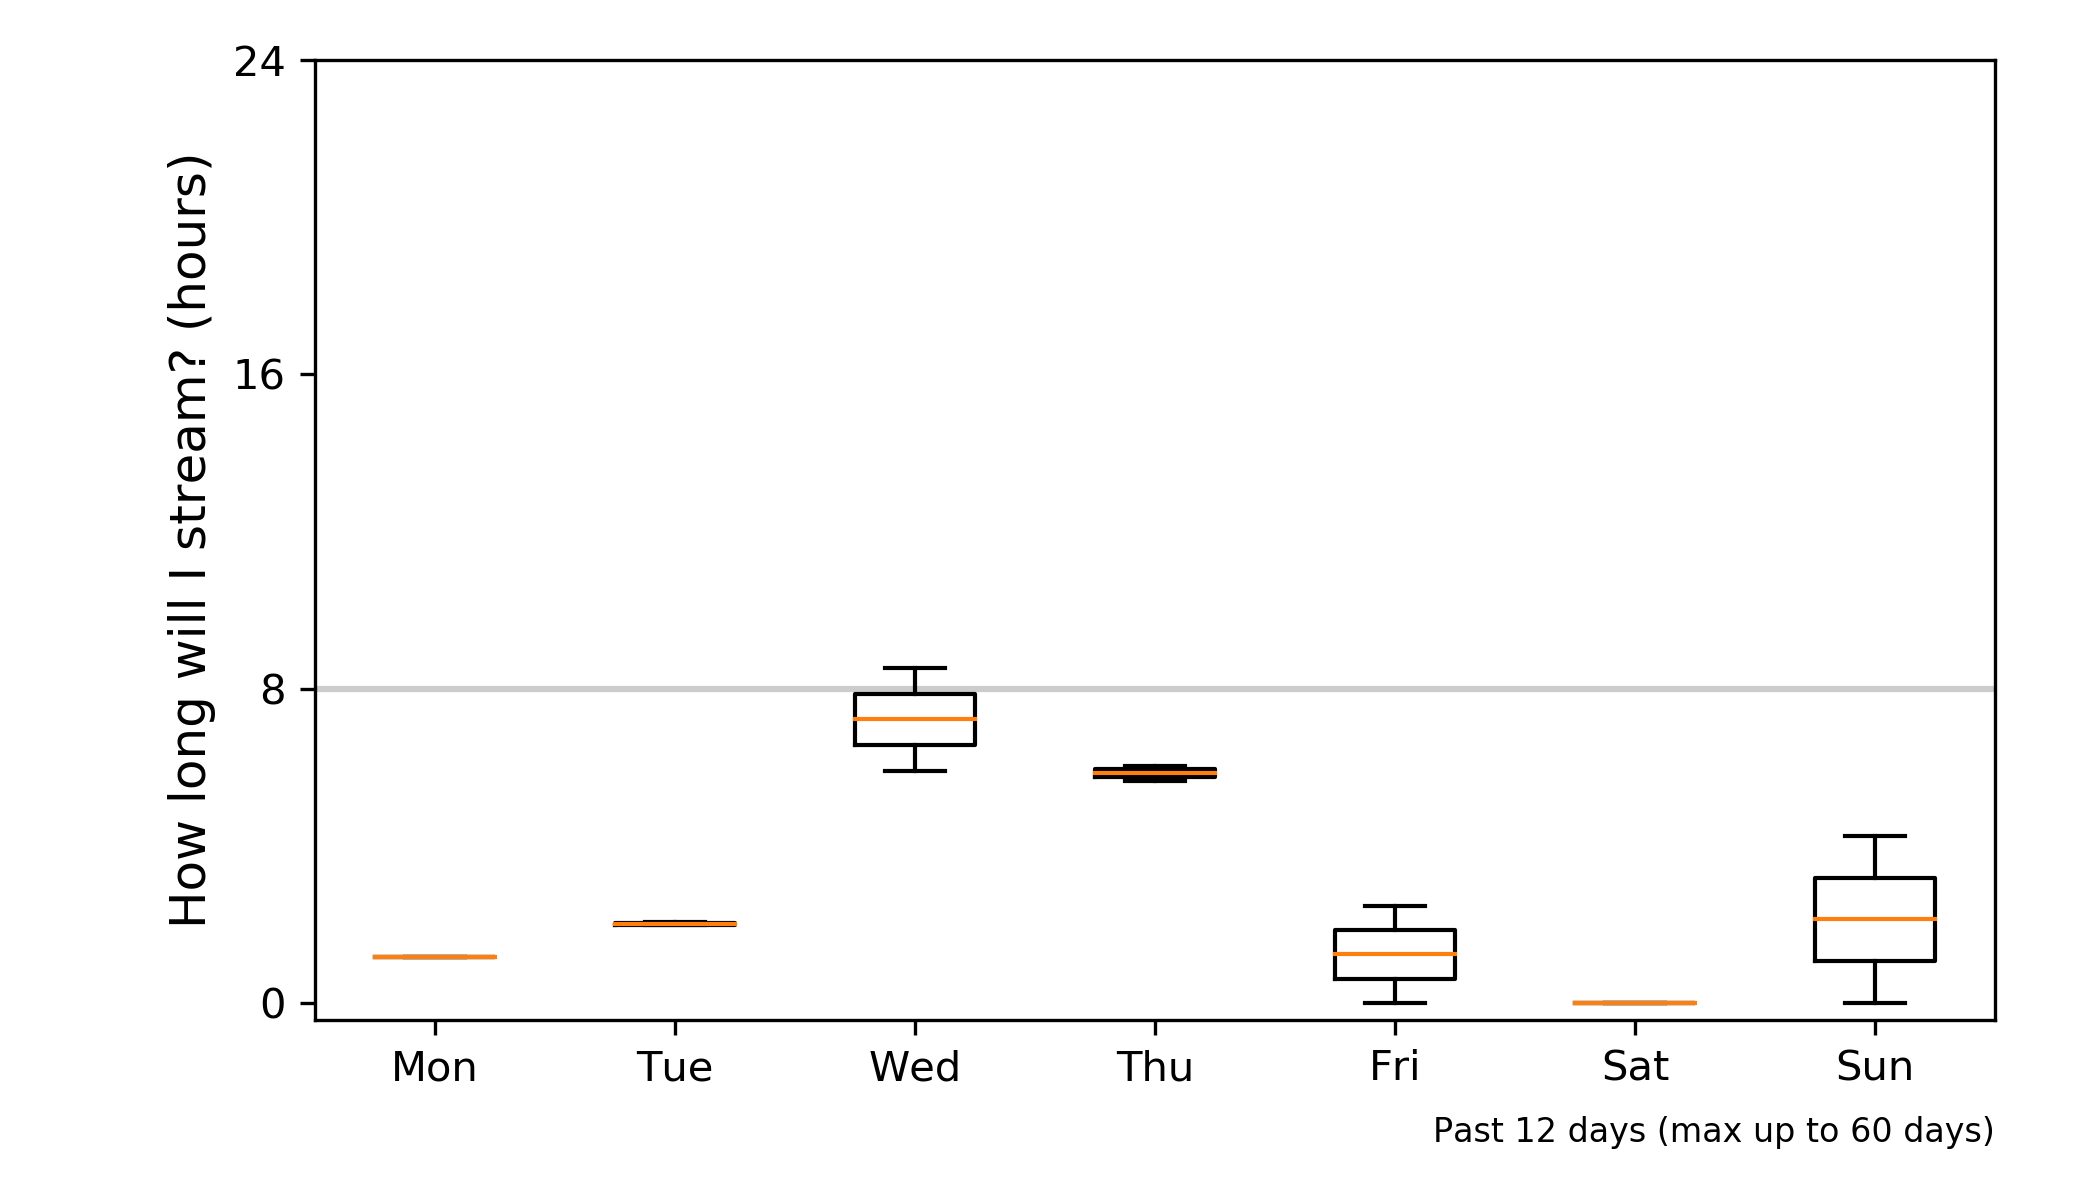 How long will I stream? (hours)
24
16
8
0
Mon Tue Wed Thu Fri Sat Sun
Past 12 days (max up to 60 days)